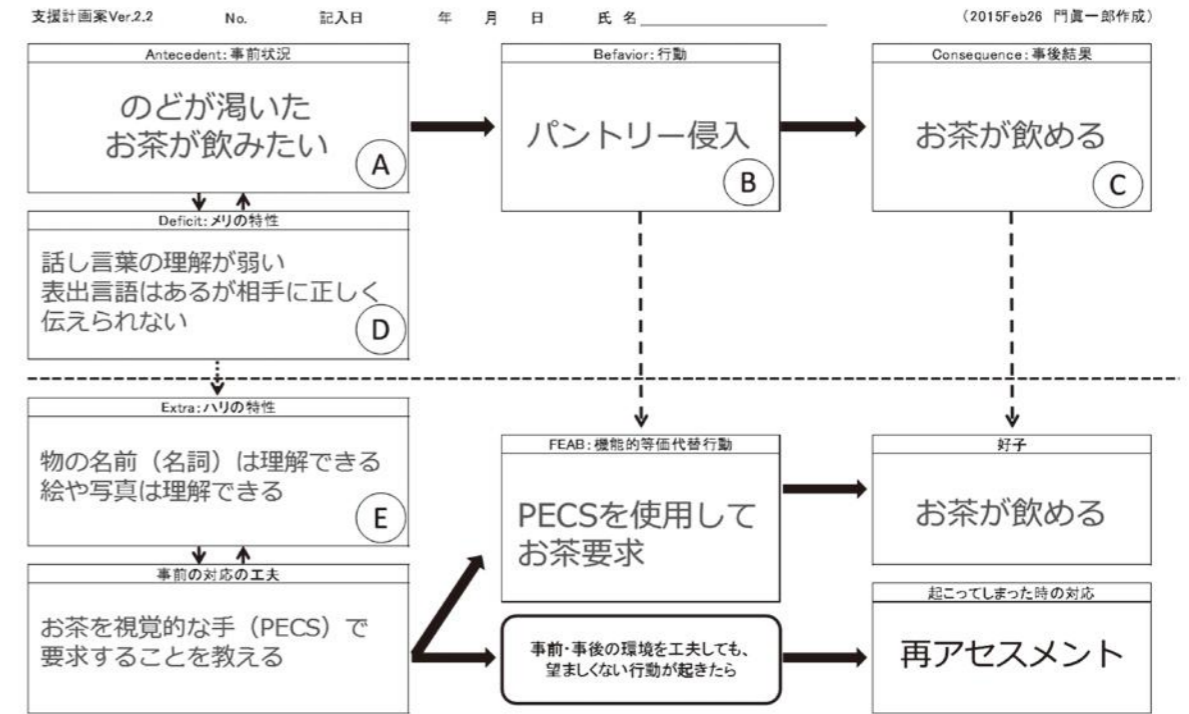 支援計画案Ver.2.2 No. 記入日 年 月 日 氏 名 （2015Feb26 門眞一郎作成）
Antecedent:事前状況
のどが渇いた
お茶が飲みたい
A
Befavior:行動
パントリー侵入
B
Consequence:事後結果
お茶が飲める
C
Deficit:メリの特性
話し言葉の理解が弱い
表出言語はあるが相手に正しく
伝えられない
D
Extra:ハリの特性
物の名前（名詞）は理解できる
絵や写真は理解できる
E
FEAB:機能的等価代替行動
PECSを使用して
お茶要求
好子
お茶が飲める
事前の対応の工夫
お茶を視覚的な手（PECS）で
要求することを教える
事前・事後の環境を工夫しても、
望ましくない行動が起きたら
起こってしまった時の対応
再アセスメント